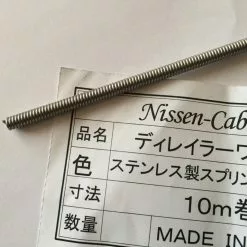 Nissen-Cab
品名 ディレイラーワ
色 ステンレス製スプリン
寸法 10m巻
数量 MADE IN